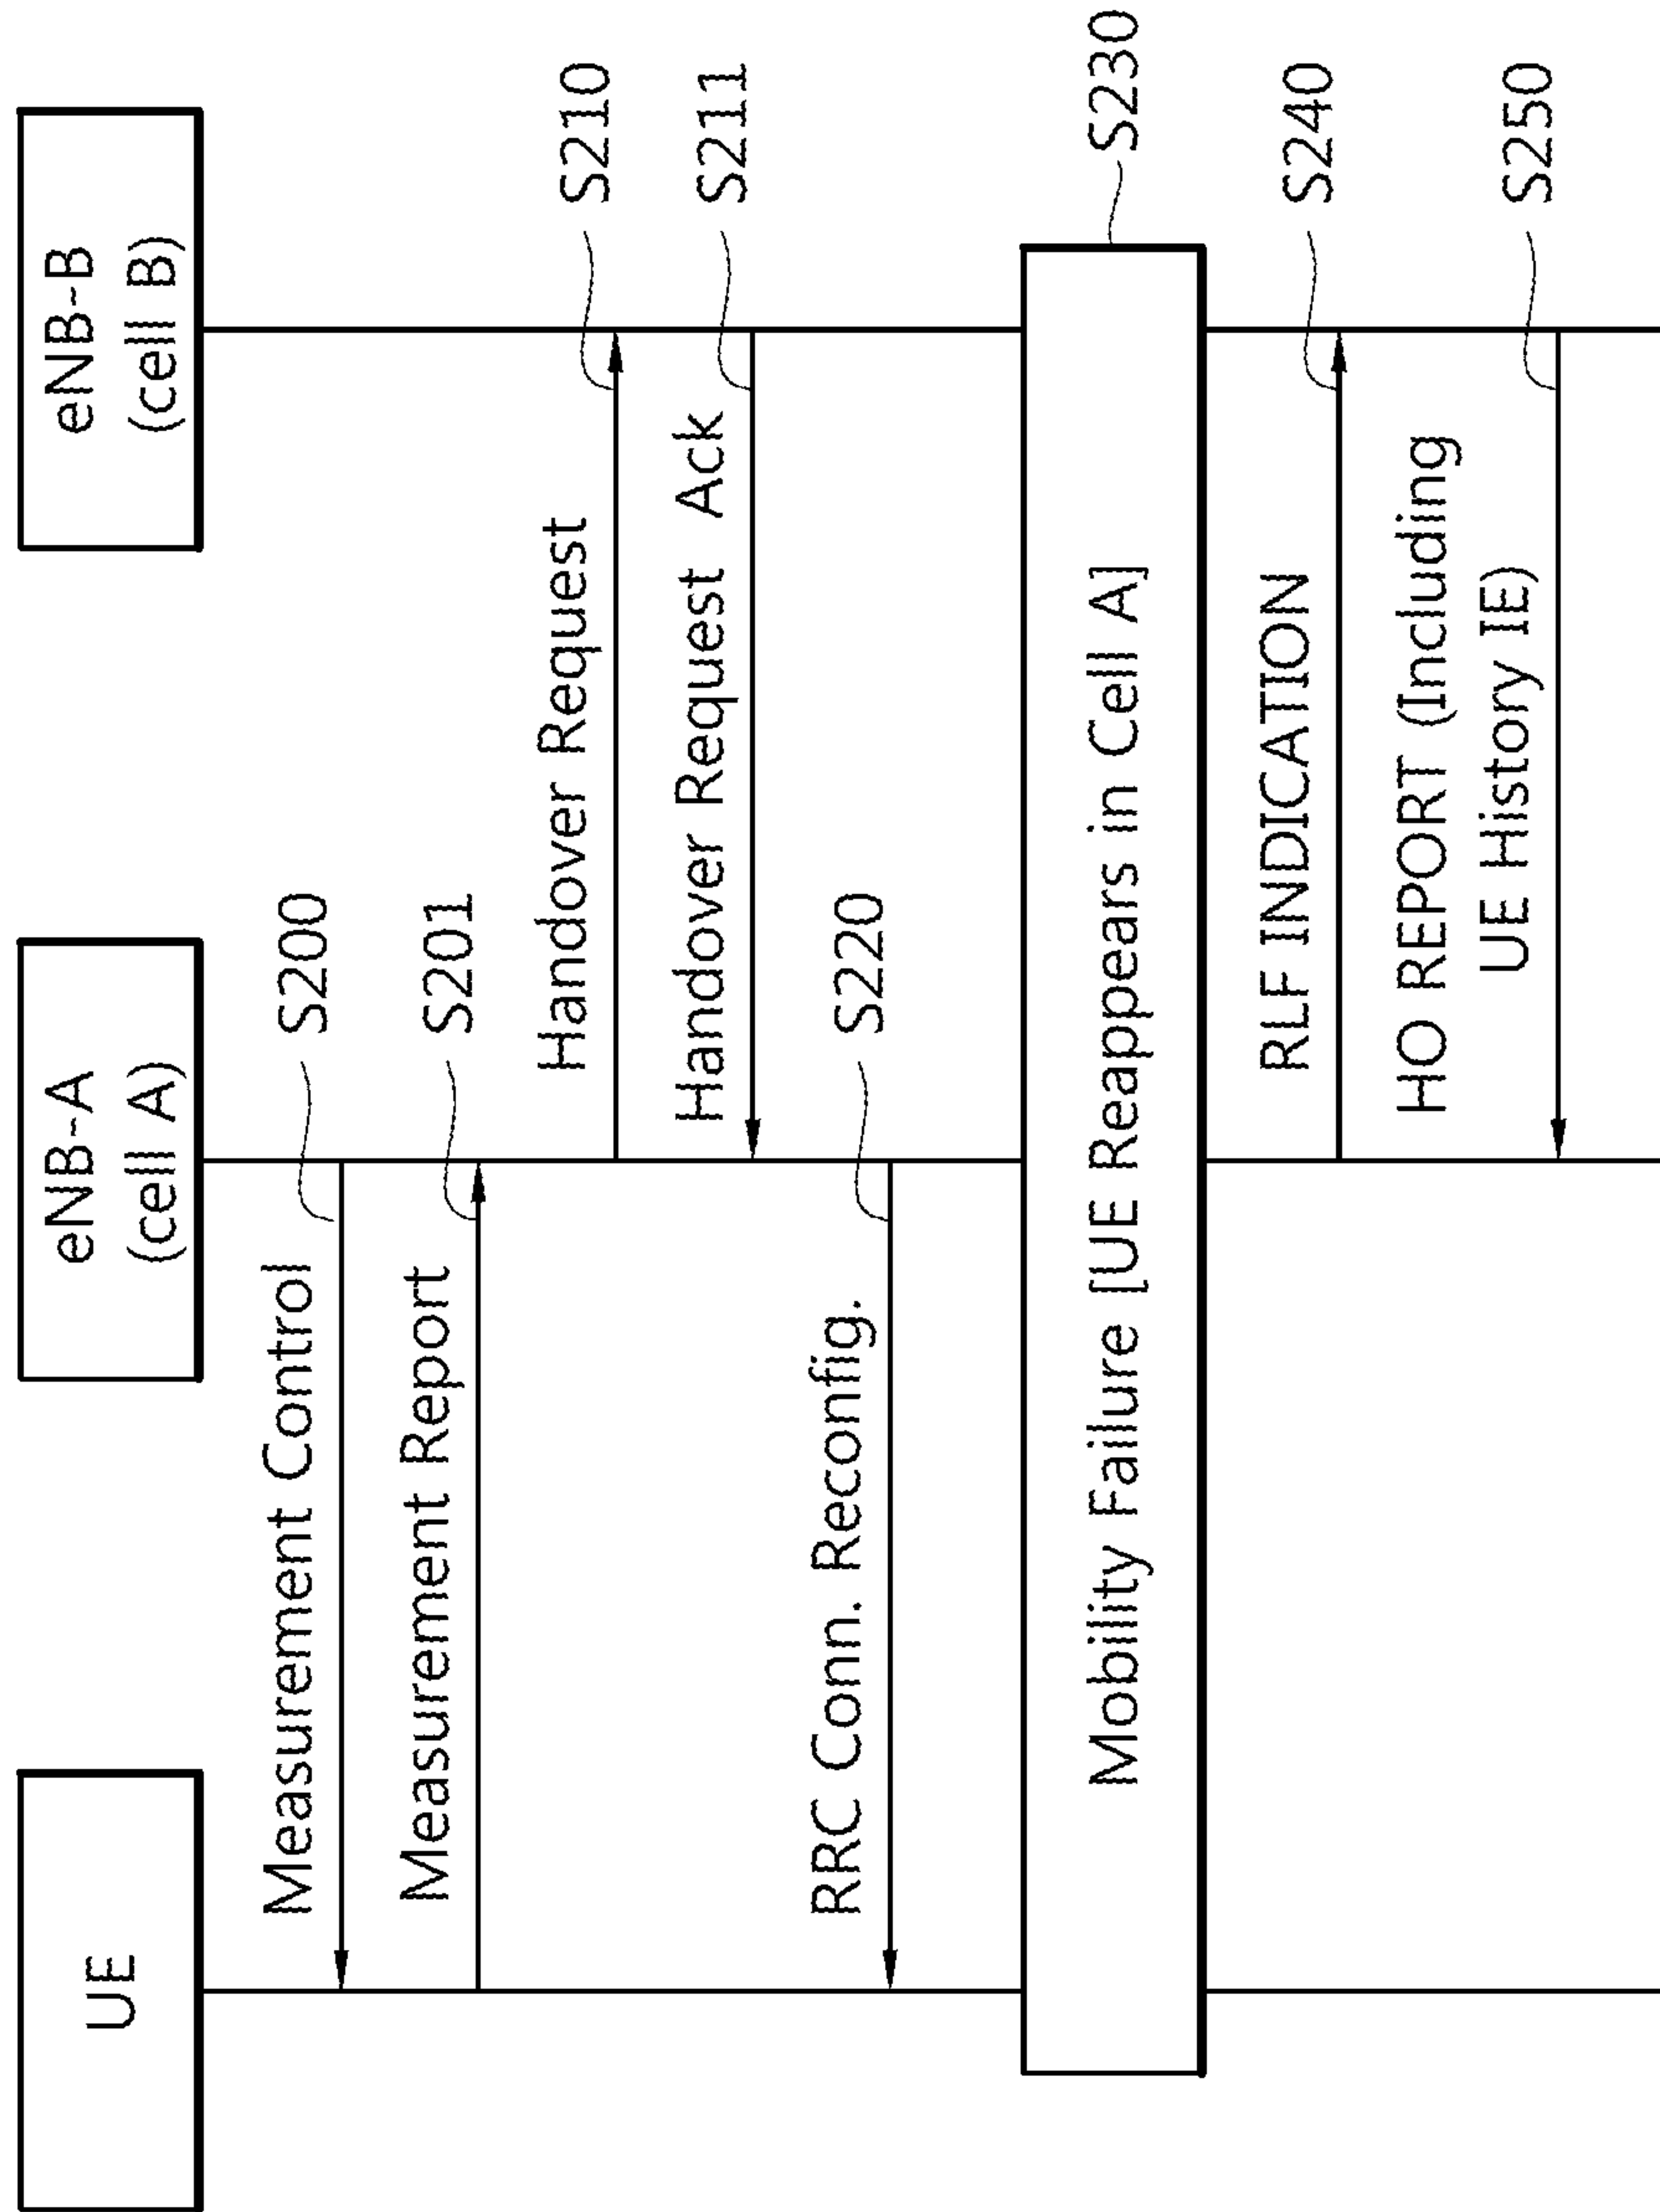 UE
eNB-A
(cell A)
eNB-B
(cell B)
Measurement Control
S200
Measurement Report
S201
Handover Request
S210
Handover Request Ack
S211
RRC Conn. Reconfig.
S220
Mobility Failure [UE Reappears in Cell A]
S230
RLF INDICATION
S240
HO REPORT (Including
UE History IE)
S250